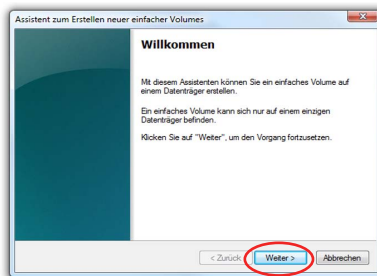 Assistent zum Erstellen neuer einfacher Volumes
Willkommen
Mit diesem Assistenten können Sie ein einfaches Volume auf
einem Datenträger erstellen.
Ein einfaches Volume kann sich nur auf einem einzigen
Datenträger befinden.
Klicken Sie auf "Weiter", um den Vorgang fortzusetzen.
< Zurück Weiter > Abbrechen